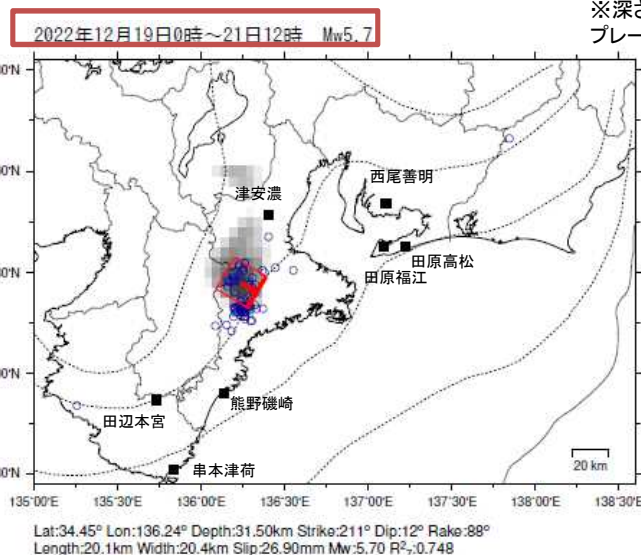 ※深さ
プレー
2022年12月19日0時～21日12時 Mw5.7
津安濃
西尾善明
田原高松
田原福江
熊野磯崎
田辺本宮
串本津荷
20 km
135°00'E 135°30'E 136°00'E 136°30'E 137°00'E 137°30'E 138°00'E 138°30'E
Lat:34.45° Lon:136.24° Depth:31.50km Strike:211° Dip:12° Rake:88°
Length:20.1km Width:20.4km Slip:26.90mm Mw:5.70